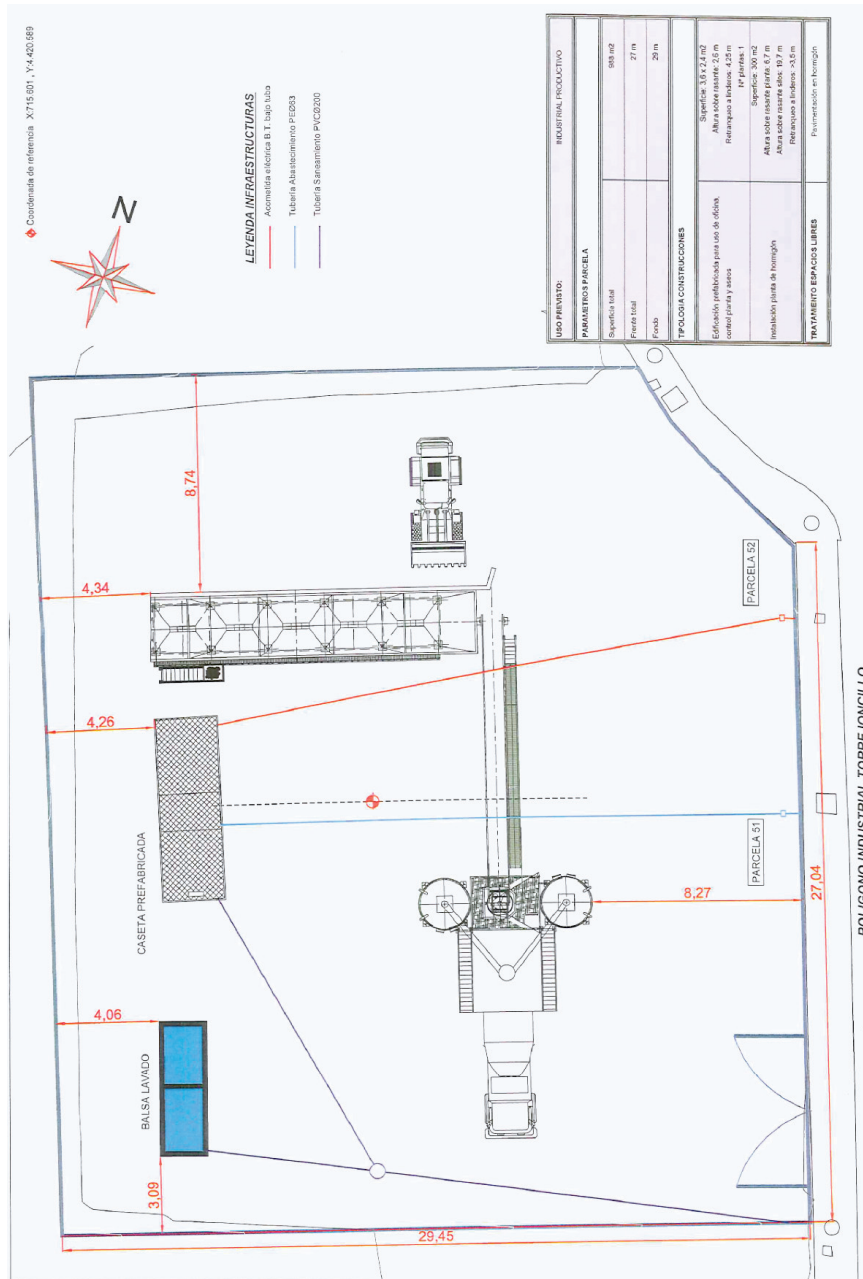 Coordenada de referencia X:715.601 , Y:4.420.589
N
LEYENDA INFRAESTRUCTURAS
Acometida eléctrica B.T. bajo tubo
Tubería Abastecimiento PEØ63
Tubería Saneamiento PVCØ200
USO PREVISTO: INDUSTRIAL PRODUCTIVO
PARAMETROS PARCELA
Superficie total 988 m2
Frente total 27 m
Fondo 29 m
TIPOLOGIA CONSTRUCCIONES
Edificación prefabricada para uso de oficina,
control planta y aseos
Superficie: 3,6 x 2,4 m2
Altura sobre rasante: 2,6 m
Retranqueo a linderos: 4,25 m
Nº plantas: 1
Instalación planta de hormigón
Superficie: 300 m2
Altura sobre rasante planta: 6,7 m
Altura sobre rasante silos: 19,7 m
Retranqueo a linderos: >3,5 m
TRATAMIENTO ESPACIOS LIBRES Pavimentación en hormigón
8,74
4,34
4,26
4,06
3,09
29,45
8,27
27,04
CASETA PREFABRICADA
BALSA LAVADO
PARCELA 52
PARCELA 51
POLIGONO INDUSTRIAL TORRE JONCILLO